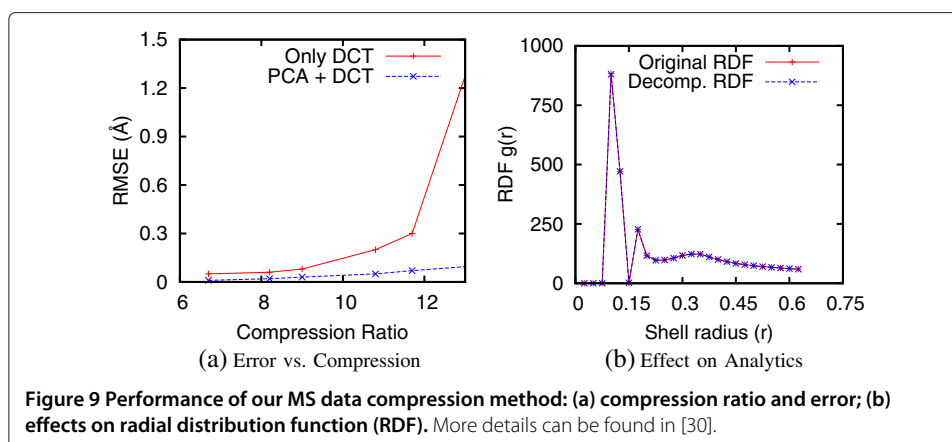 1.5
1.2
0.9
0.6
0.3
0
RMSE (Å)
Only DCT
PCA + DCT
6 8 10 12
Compression Ratio
(a) Error vs. Compression
1000
750
500
250
0
RDF g(r)
Original RDF
Decomp. RDF
0 0.15 0.3 0.45 0.6 0.75
Shell radius (r)
(b) Effect on Analytics
Figure 9 Performance of our MS data compression method: (a) compression ratio and error; (b)
effects on radial distribution function (RDF). More details can be found in [30].